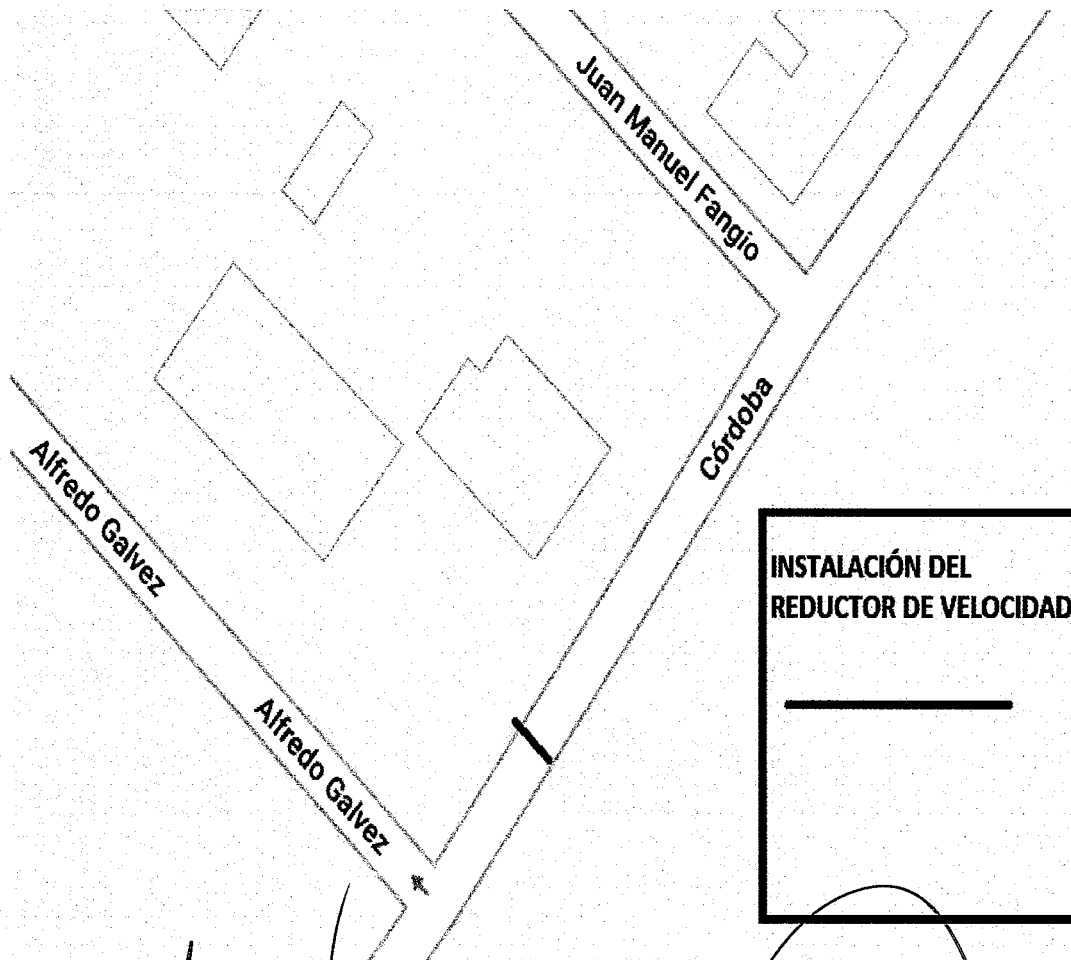 Juan Manuel Fangio
Córdoba
Alfredo Galvez
Alfredo Galvez
INSTALACIÓN DEL
REDUCTOR DE VELOCIDAD